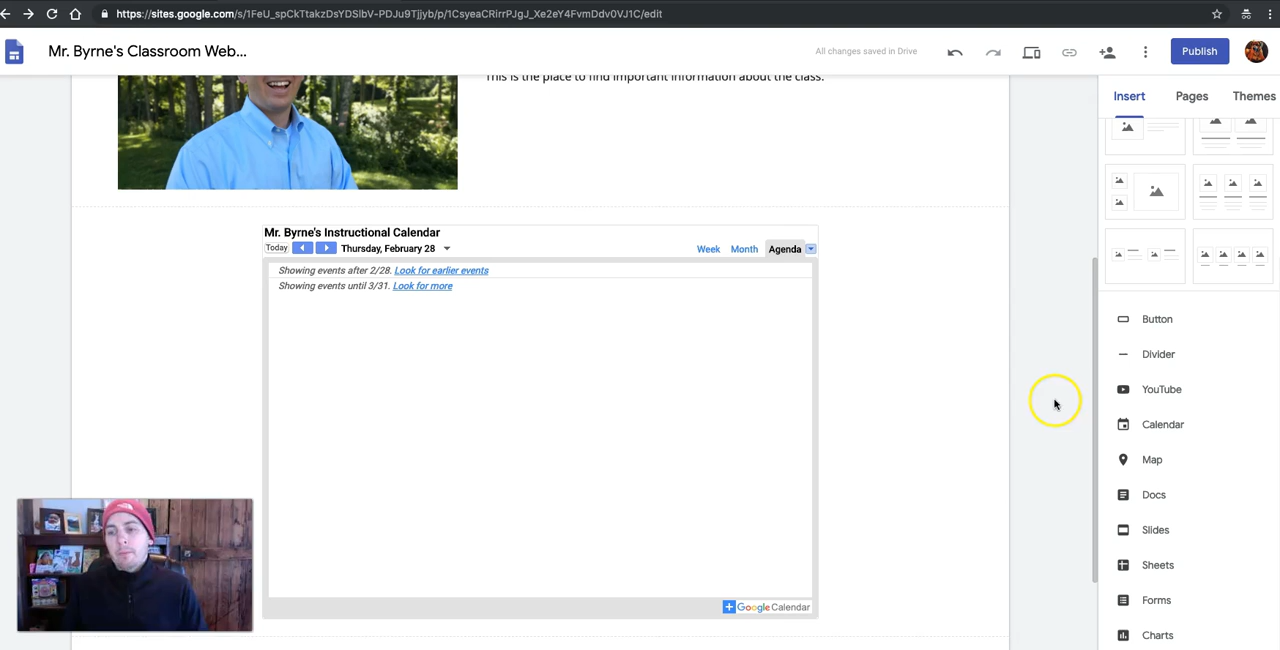 https://sites.google.com/s/1FeU_spCkTtakzDsYDSlbV-PDJu9Tjjyb/p/1CsyeaCRirrPJgJ_Xe2eY4FvmDdv0VJ1C/edit
Mr. Byrne's Classroom Web...
All changes saved in Drive
Publish
This is the place to find important information about the class.
Insert
Pages
Themes
Mr. Byrne's Instructional Calendar
Today
Thursday, February 28
Week
Month
Agenda
Showing events after 2/28. Look for earlier events
Showing events until 3/31. Look for more
Google Calendar
Button
Divider
YouTube
Calendar
Map
Docs
Slides
Sheets
Forms
Charts